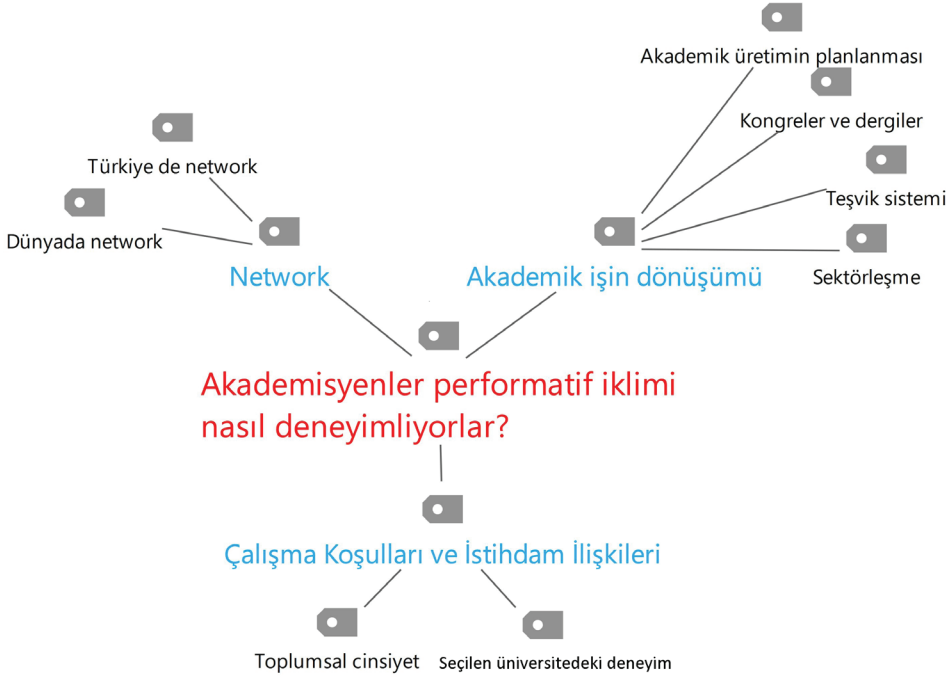 Akademik üretimin planlanması
Kongreler ve dergiler
Türkiye de network
Teşvik sistemi
Dünyada network
Network
Akademik işin dönüşümü
Sektörleşme
Akademisyenler performatif iklimi
nasıl deneyimliyorlar?
Çalışma Koşulları ve İstihdam İlişkileri
Toplumsal cinsiyet
Seçilen üniversitedeki deneyim